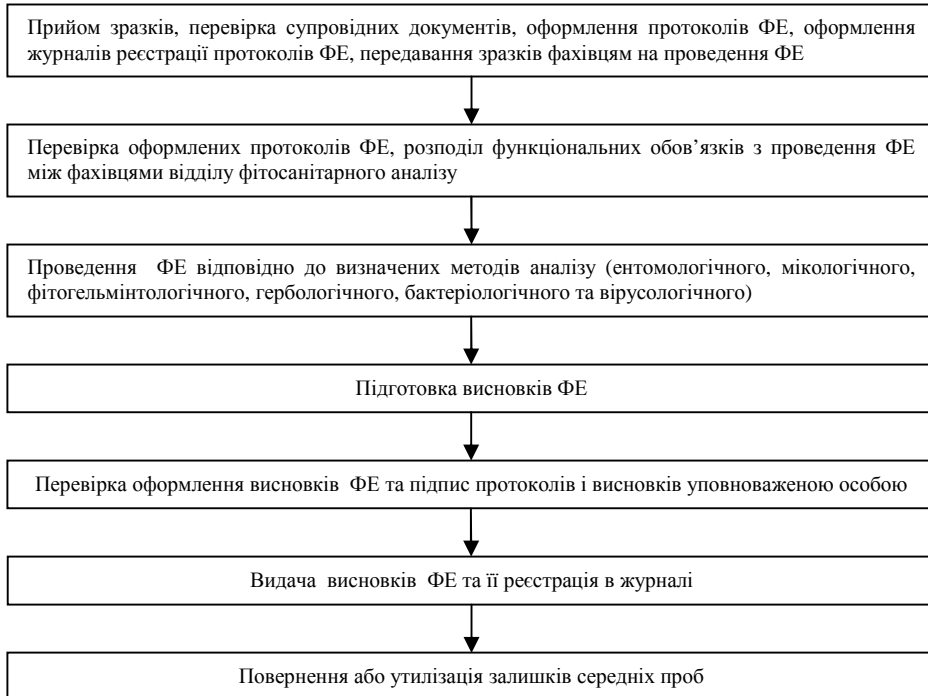 Прийом зразків, перевірка супровідних документів, оформлення протоколів ФЕ, оформлення
журналів реєстрації протоколів ФЕ, передавання зразків фахівцям на проведення ФЕ
Перевірка оформлених протоколів ФЕ, розподіл функціональних обов’язків з проведення ФЕ
між фахівцями відділу фітосанітарного аналізу
Проведення ФЕ відповідно до визначених методів аналізу (ентомологічного, мікологічного,
фітогельмінтологічного, гербологічного, бактеріологічного та вірусологічного)
Підготовка висновків ФЕ
Перевірка оформлення висновків ФЕ та підпис протоколів і висновків уповноваженою особою
Видача висновків ФЕ та її реєстрація в журналі
Повернення або утилізація залишків середніх проб